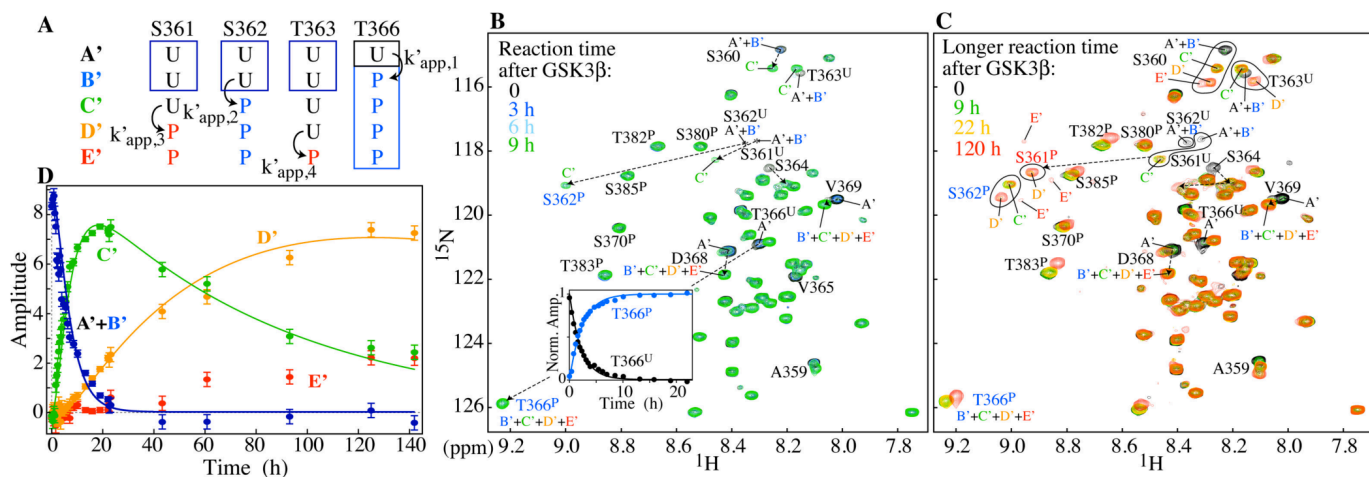 A
S361 S362 T363 T366
A’ U U U U k’app,1
B’ U U U P
C’ U k’app,2 P U P
D’ k’app,3 P P U P
E’ P P k’app,4 P P
D
8
6
4
2
0
Amplitude
C’
D’
A’+B’
E’
0 20 40 60 80 100 120 140
Time (h)
B
Reaction time
after GSK3β:
0
3 h
6 h
9 h
A’+B’
S360
C’
T363U
A’+B’
S362U
A’+B’
A’+B’
T382P
S380P
S361U
S364
C’
C’
S362P
S385P
V369
A’
T366U
B’+C’+D’+E’
S370P
A’
A’
D368
B’+C’+D’+E’
T383P
V365
1
Norm. Amp.
T366P
T366U
0
0 10 20
Time (h)
A359
T366P
B’+C’+D’+E’
116
118
120
122
124
126
15N
(ppm)
9.2 9.0 8.8 8.6 8.4 8.2 8.0 7.8
1H
C
Longer reaction time
after GSK3β:
0
9 h
22 h
120 h
A’+B’
S360
C’
D’
E’
T363U
C’
A’+B’
D’
S362U
A’+B’
A’+B’
E’
T382P
S380P
S361U
S364
C’
S361P
D’
E’
S362P
S385P
D’
C’
E’
V369
A’
T366U
B’+C’+D’+E’
S370P
A’
A’
D368
B’+C’+D’+E’
T383P
A359
T366P
B’+C’+D’+E’
9.2 9.0 8.8 8.6 8.4 8.2 8.0 7.8
1H